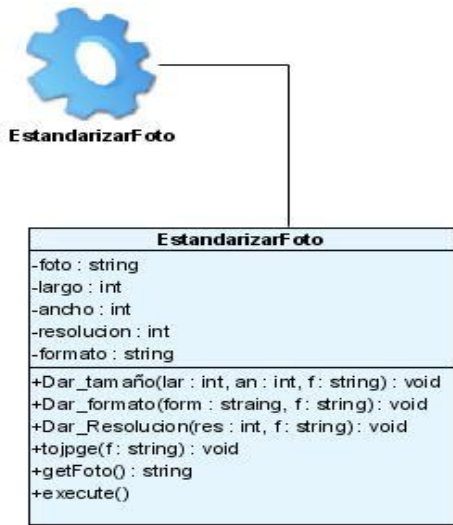 EstandarizarFoto
EstandarizarFoto
-foto : string
-largo : int
-ancho : int
-resolucion : int
-formato : string
+Dar_tamaño(lar : int, an : int, f : string) : void
+Dar_formato(form : straing, f : string) : void
+Dar_Resolucion(res : int, f : string) : void
+tojpge(f : string) : void
+getFoto() : string
+execute()